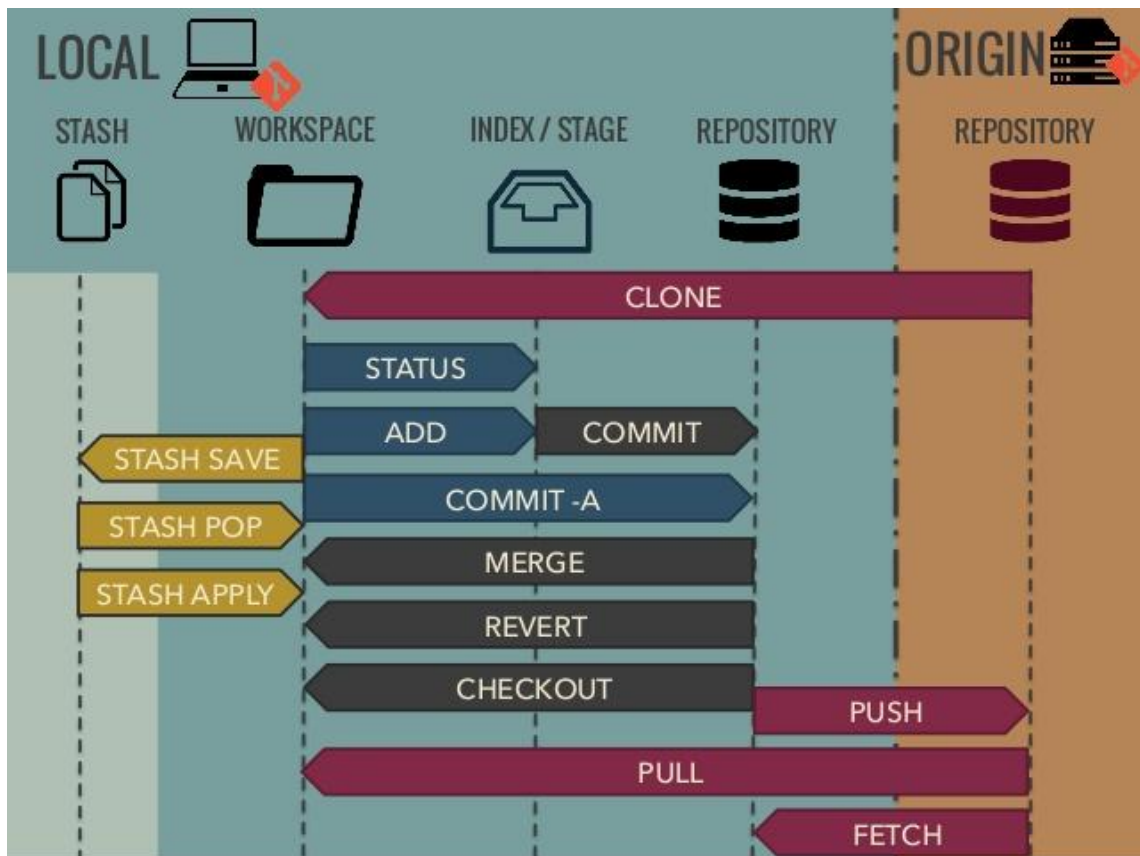 LOCAL
ORIGIN
STASH
WORKSPACE
INDEX / STAGE
REPOSITORY
REPOSITORY
CLONE
STATUS
ADD
COMMIT
STASH SAVE
COMMIT -A
STASH POP
MERGE
STASH APPLY
REVERT
CHECKOUT
PUSH
PULL
FETCH